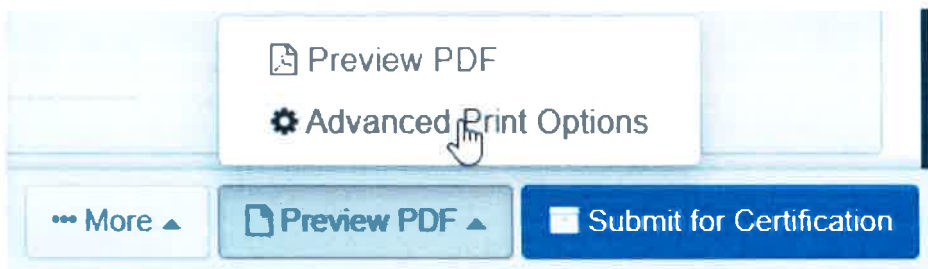 Preview PDF
Advanced Print Options
More Preview PDF Submit for Certification